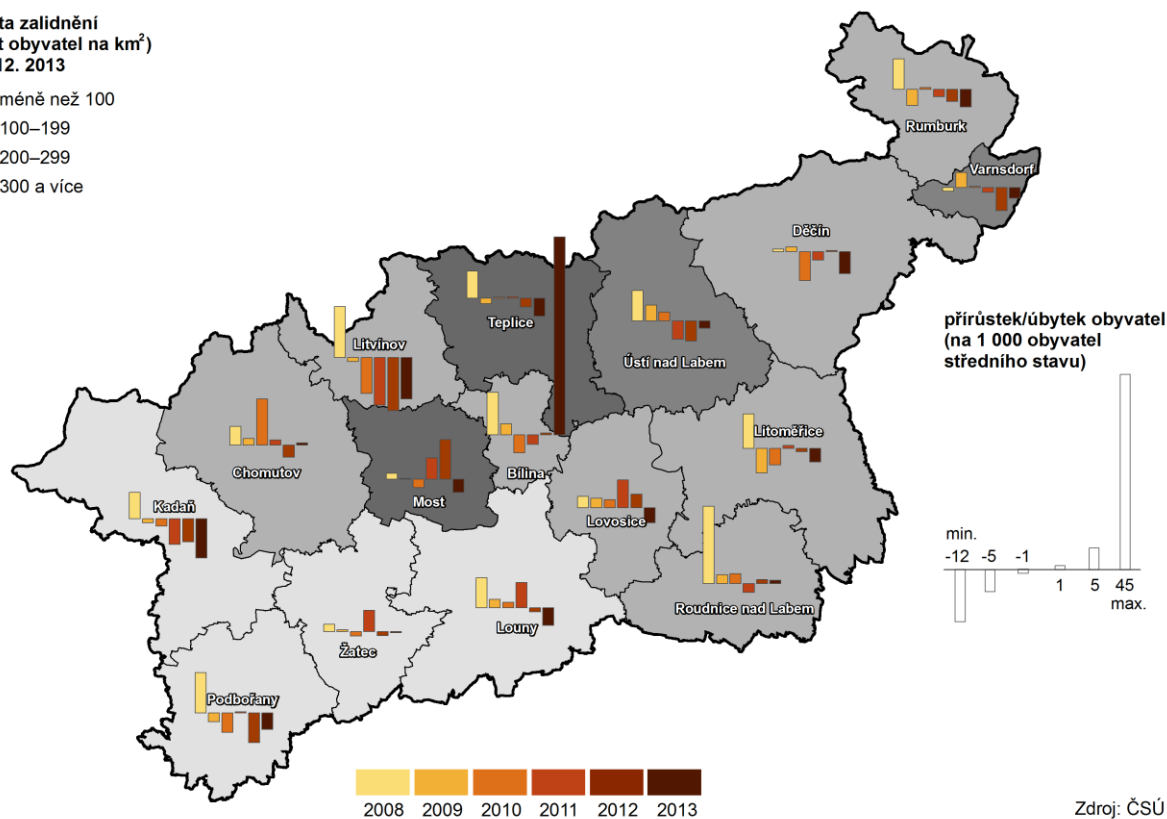 ta zalidnění
t obyvatel na km²)
12. 2013
méně než 100
100–199
200–299
300 a více
Rumburk
Varnsdorf
Děčín
Teplice
Ústí nad Labem
Litvínov
Litoměřice
Chomutov
Most
Bílina
Lovosice
Kadaň
Roudnice nad Labem
Louny
Žatec
Podbořany
přírůstek/úbytek obyvatel
(na 1 000 obyvatel
středního stavu)
min.
-12 -5 -1
1 5 45
max.
2008 2009 2010 2011 2012 2013
Zdroj: ČSÚ